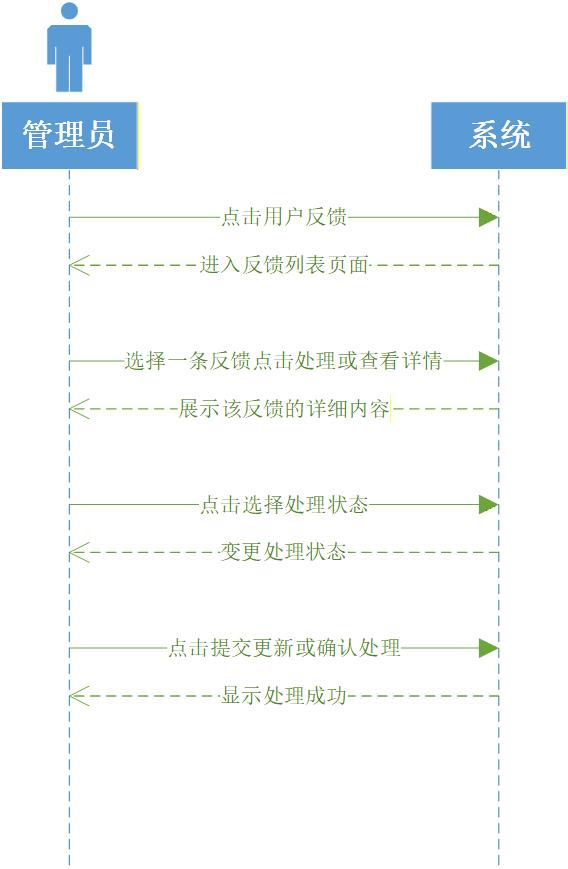 管理员
系统
点击用户反馈
进入反馈列表页面
选择一条反馈点击处理或查看详情
展示该反馈的详细内容
点击选择处理状态
变更处理状态
点击提交更新或确认处理
显示处理成功